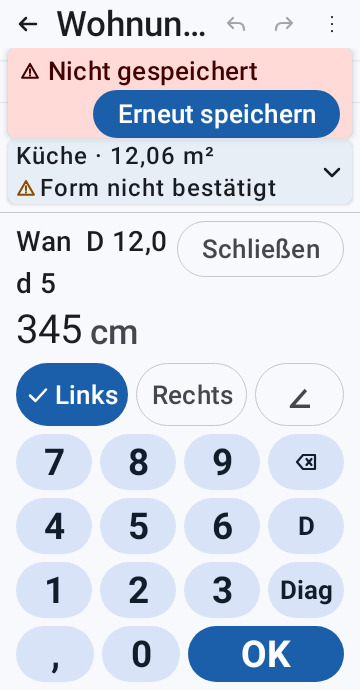 Wohnun...
Nicht gespeichert
Erneut speichern
Küche · 12,06 m²
Form nicht bestätigt
Wan D 12,0
d 5
Schließen
345 cm
Links Rechts
7 8 9
4 5 6 D
1 2 3 Diag
, 0 OK